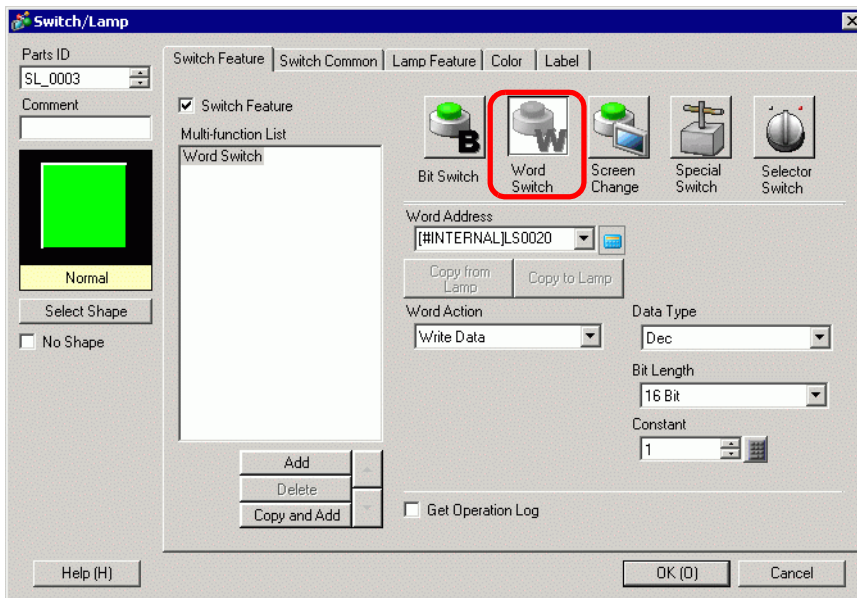 Switch/Lamp
Parts ID
SL_0003
Comment
Normal
Select Shape
No Shape
Help (H)
Switch Feature
Switch Common
Lamp Feature
Color
Label
Switch Feature
Multi-function List
Word Switch
Add
Delete
Copy and Add
B
Bit Switch
W
Word
Switch
Screen
Change
Special
Switch
Selector
Switch
Word Address
[#INTERNAL]LS0020
Copy from
Lamp
Copy to Lamp
Word Action
Write Data
Data Type
Dec
Bit Length
16 Bit
Constant
1
Get Operation Log
OK (O)
Cancel